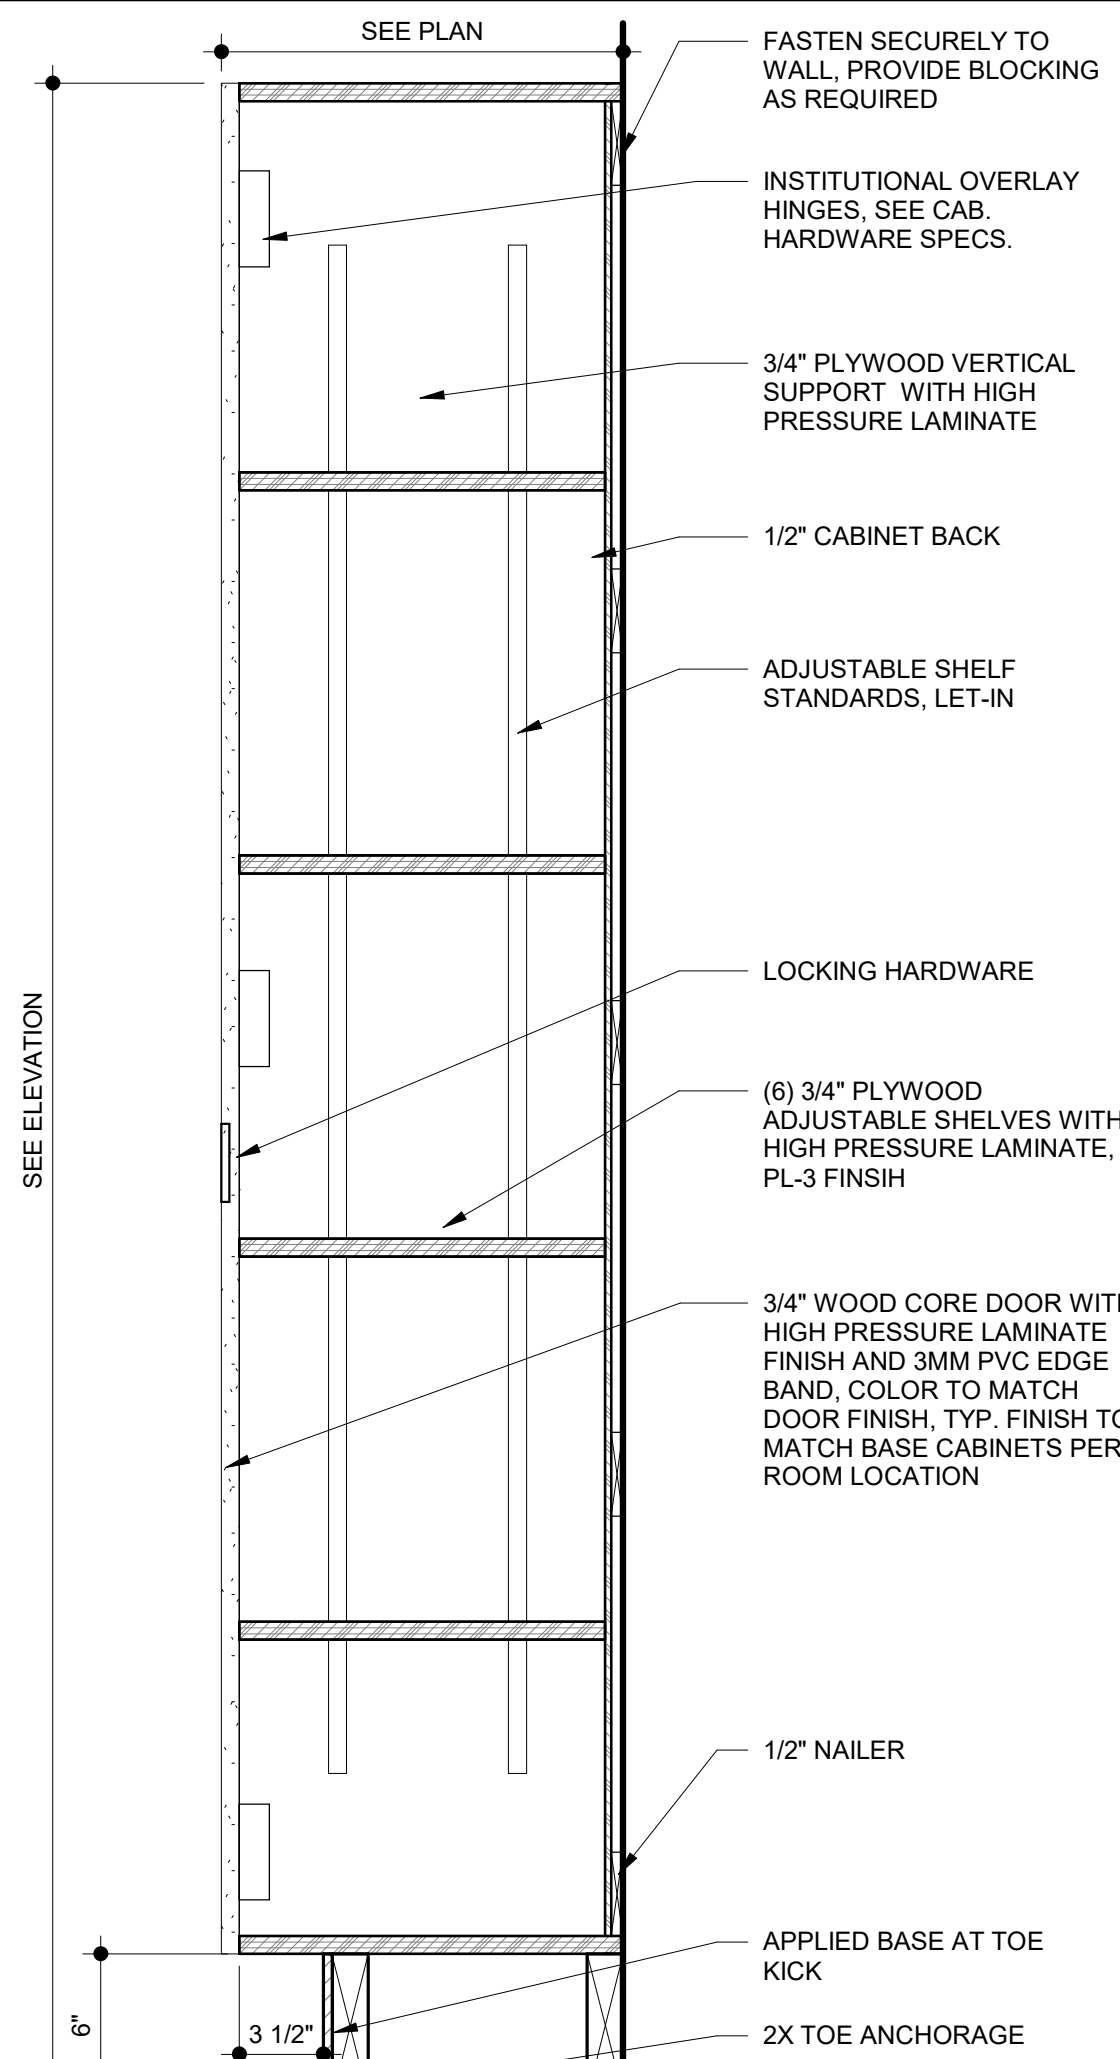 SEE PLAN
FASTEN SECURELY TO
WALL, PROVIDE BLOCKING
AS REQUIRED
INSTITUTIONAL OVERLAY
HINGES, SEE CAB.
HARDWARE SPECS.
3/4" PLYWOOD VERTICAL
SUPPORT WITH HIGH
PRESSURE LAMINATE
1/2" CABINET BACK
ADJUSTABLE SHELF
STANDARDS, LET-IN
LOCKING HARDWARE
SEE ELEVATION
(6) 3/4" PLYWOOD
ADJUSTABLE SHELVES WITH
HIGH PRESSURE LAMINATE,
PL-3 FINSIH
3/4" WOOD CORE DOOR WITH
HIGH PRESSURE LAMINATE
FINISH AND 3MM PVC EDGE
BAND, COLOR TO MATCH
DOOR FINISH, TYP. FINISH TO
MATCH BASE CABINETS PER
ROOM LOCATION
1/2" NAILER
APPLIED BASE AT TOE
KICK
6"
3 1/2"
2X TOE ANCHORAGE